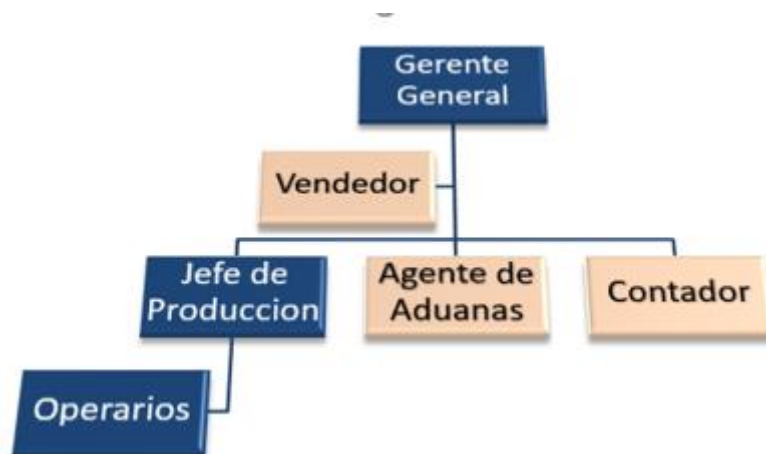 Gerente
General
Vendedor
Jefe de
Produccion
Agente de
Aduanas
Contador
Operarios